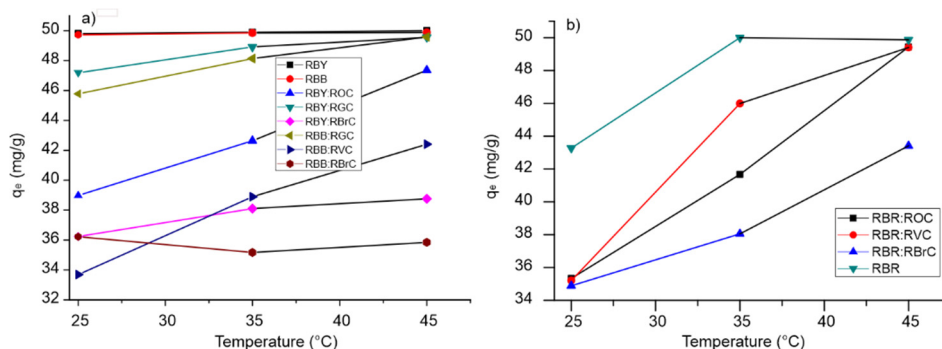 a)
50
48
46
44
42
40
38
36
34
32
qe (mg/g)
25
30
35
40
45
Temperature (°C)
RBY
RBB
RBY:ROC
RBY:RGC
RBY:RBrC
RBB:RGC
RBB:RVC
RBB:RBrC
b)
50
48
46
44
42
40
38
36
34
qe (mg/g)
25
30
35
40
45
Temperature (°C)
RBR:ROC
RBR:RVC
RBR:RBrC
RBR